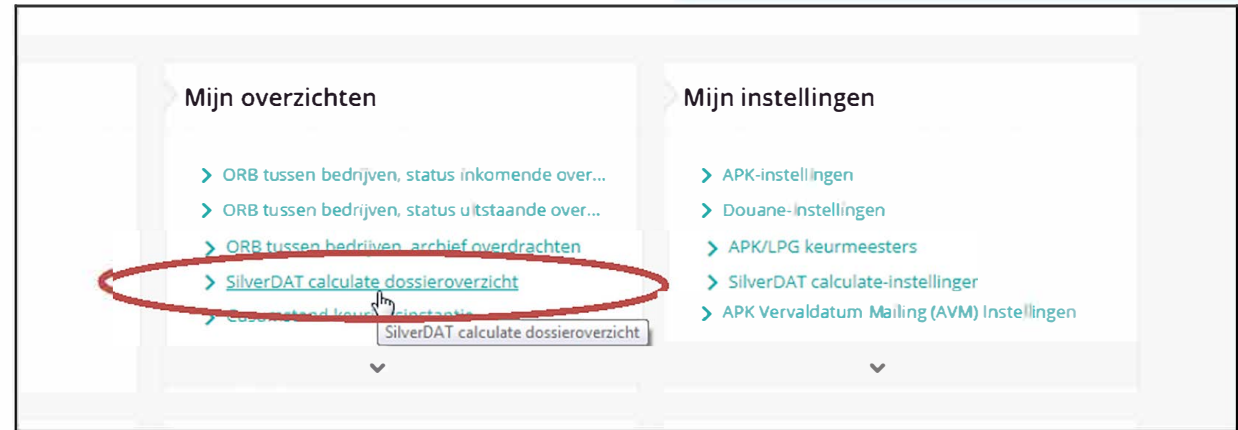 Mijn overzichten
ORB tussen bedrijven, status inkomende over...
ORB tussen bedrijven, status uitstaande over...
ORB tussen bedrijven, archief overdrachten
SilverDAT calculate dossieroverzicht
SilverDAT calculate dossieroverzicht
Mijn instellingen
APK-instellingen
Douane-instellingen
APK/LPG keurmeesters
SilverDAT calculate-instellinger
APK Vervaldatum Mailing (AVM) Instellingen